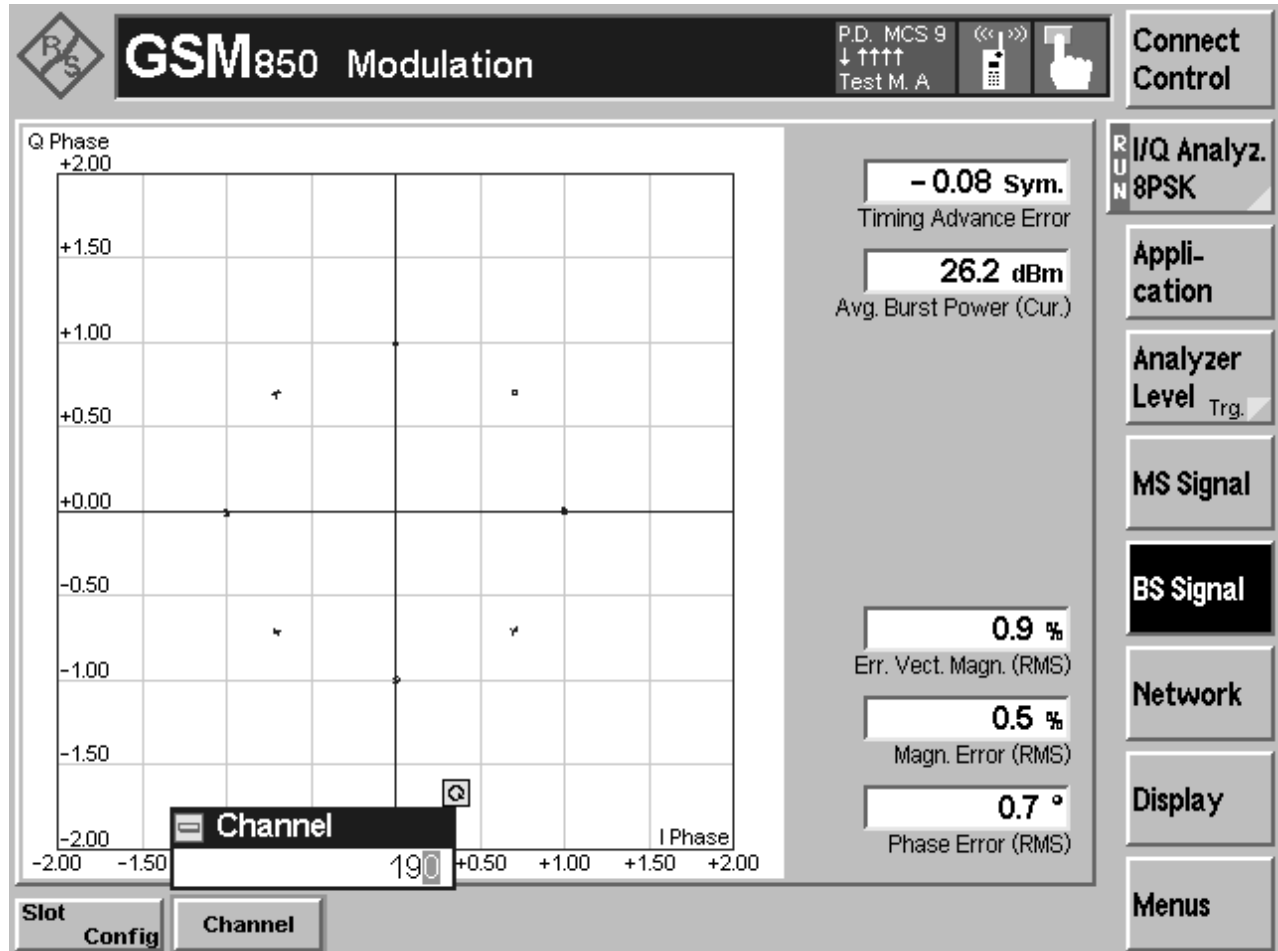 R/S
GSM850 Modulation
P.D. MCS 9
↓ ↑↑↑↑
Test M. A
Connect
Control
Q Phase
+2.00
+1.50
+1.00
+0.50
+0.00
-0.50
-1.00
-1.50
-2.00
I Phase
-2.00 -1.50 +0.50 +1.00 +1.50 +2.00
Channel
190
- 0.08 Sym.
Timing Advance Error
26.2 dBm
Avg. Burst Power (Cur.)
0.9 %
Err. Vect. Magn. (RMS)
0.5 %
Magn. Error (RMS)
0.7 °
Phase Error (RMS)
RUN
I/Q Analyz.
8PSK
Appli-
cation
Analyzer
Level Trg.
MS Signal
BS Signal
Network
Display
Menus
Slot
Config
Channel